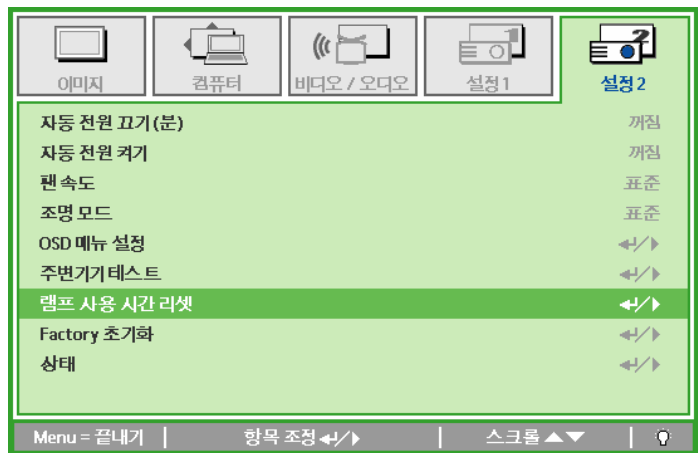 이미지 컴퓨터 비디오 / 오디오 설정1 설정2
자동 전원 끄기(분) 꺼짐
자동 전원 켜기 꺼짐
팬 속도 표준
조명 모드 표준
OSD 메뉴 설정
주변기기 테스트
램프 사용 시간 리셋
Factory 초기화
상태
Menu = 끝내기 항목 조정 스크롤